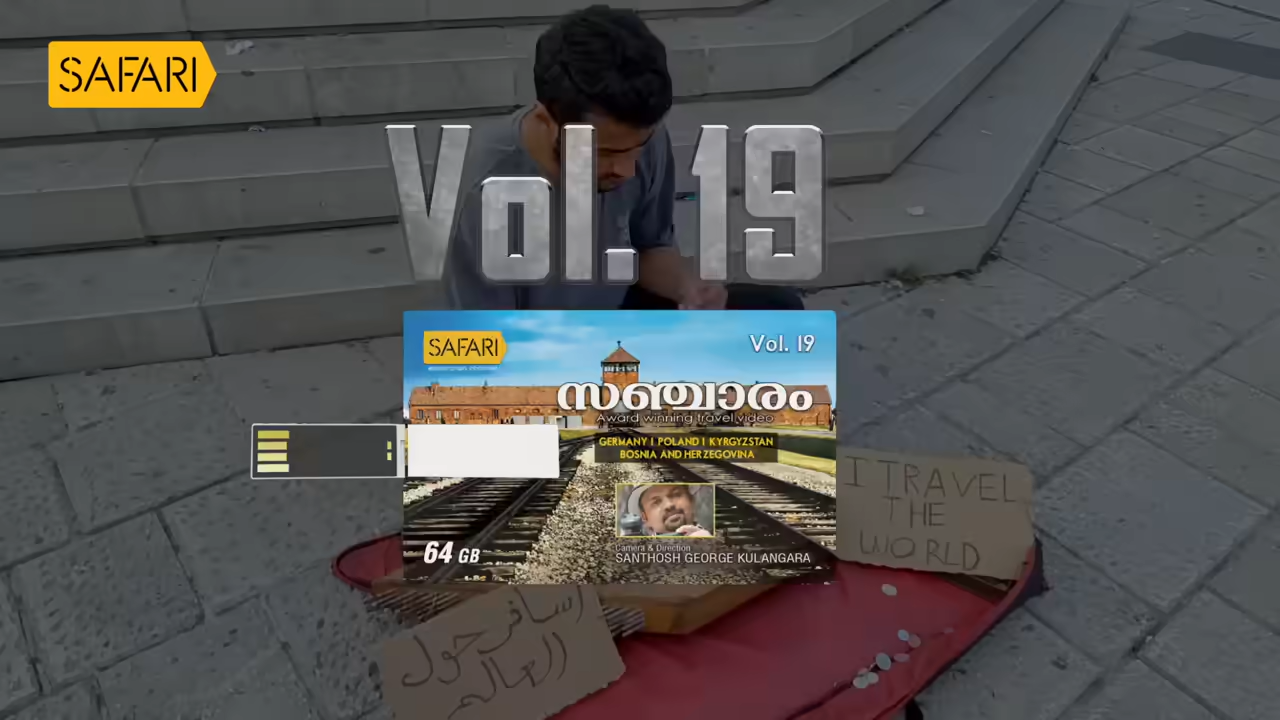 SAFARI
Vol. 19
SAFARI
Vol. 19
സഞ്ചാരം
Award winning travel video
GERMANY I POLAND I KYRGYZSTAN
BOSNIA AND HERZEGOVINA
64 GB
Camera & Direction
SANTHOSH GEORGE KULANGARA
I TRAVEL
THE
WORLD
اسافر حول
العالم